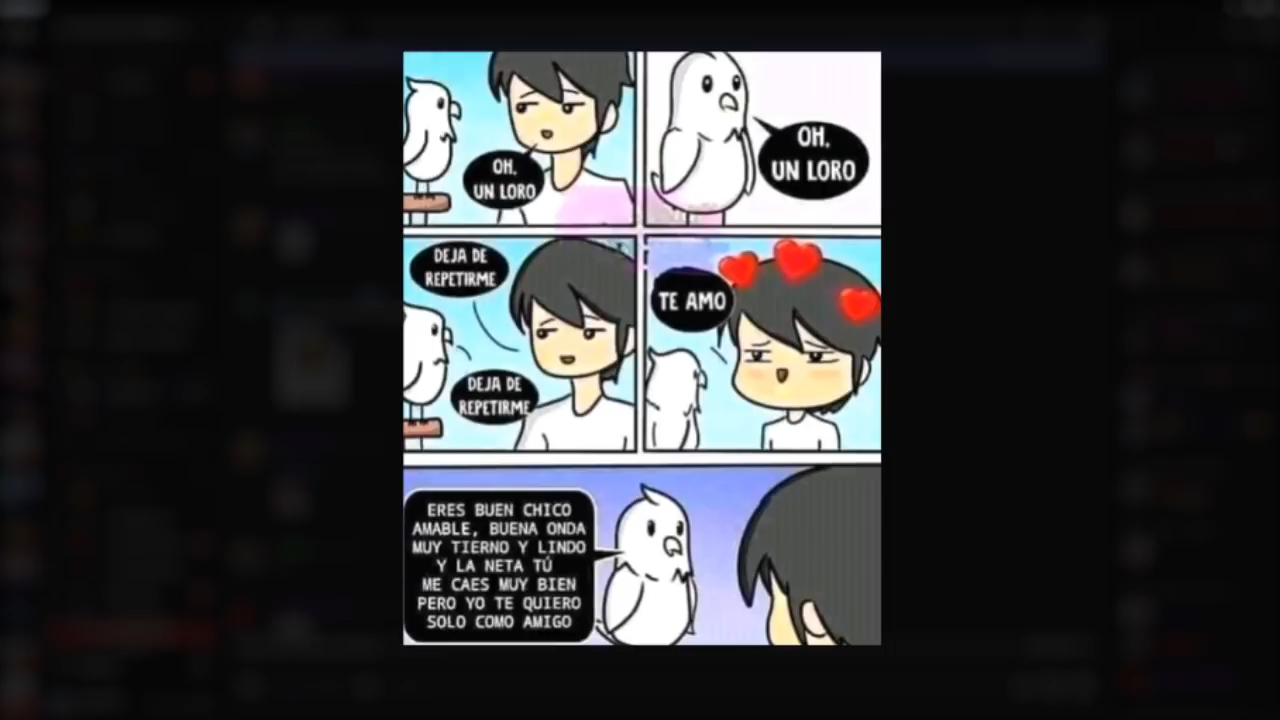 OH,
UN LORO
OH,
UN LORO
DEJA DE
REPETIRME
DEJA DE
REPETIRME
TE AMO
ERES BUEN CHICO
AMABLE, BUENA ONDA
MUY TIERNO Y LINDO
Y LA NETA TÚ
ME CAES MUY BIEN
PERO YO TE QUIERO
SOLO COMO AMIGO